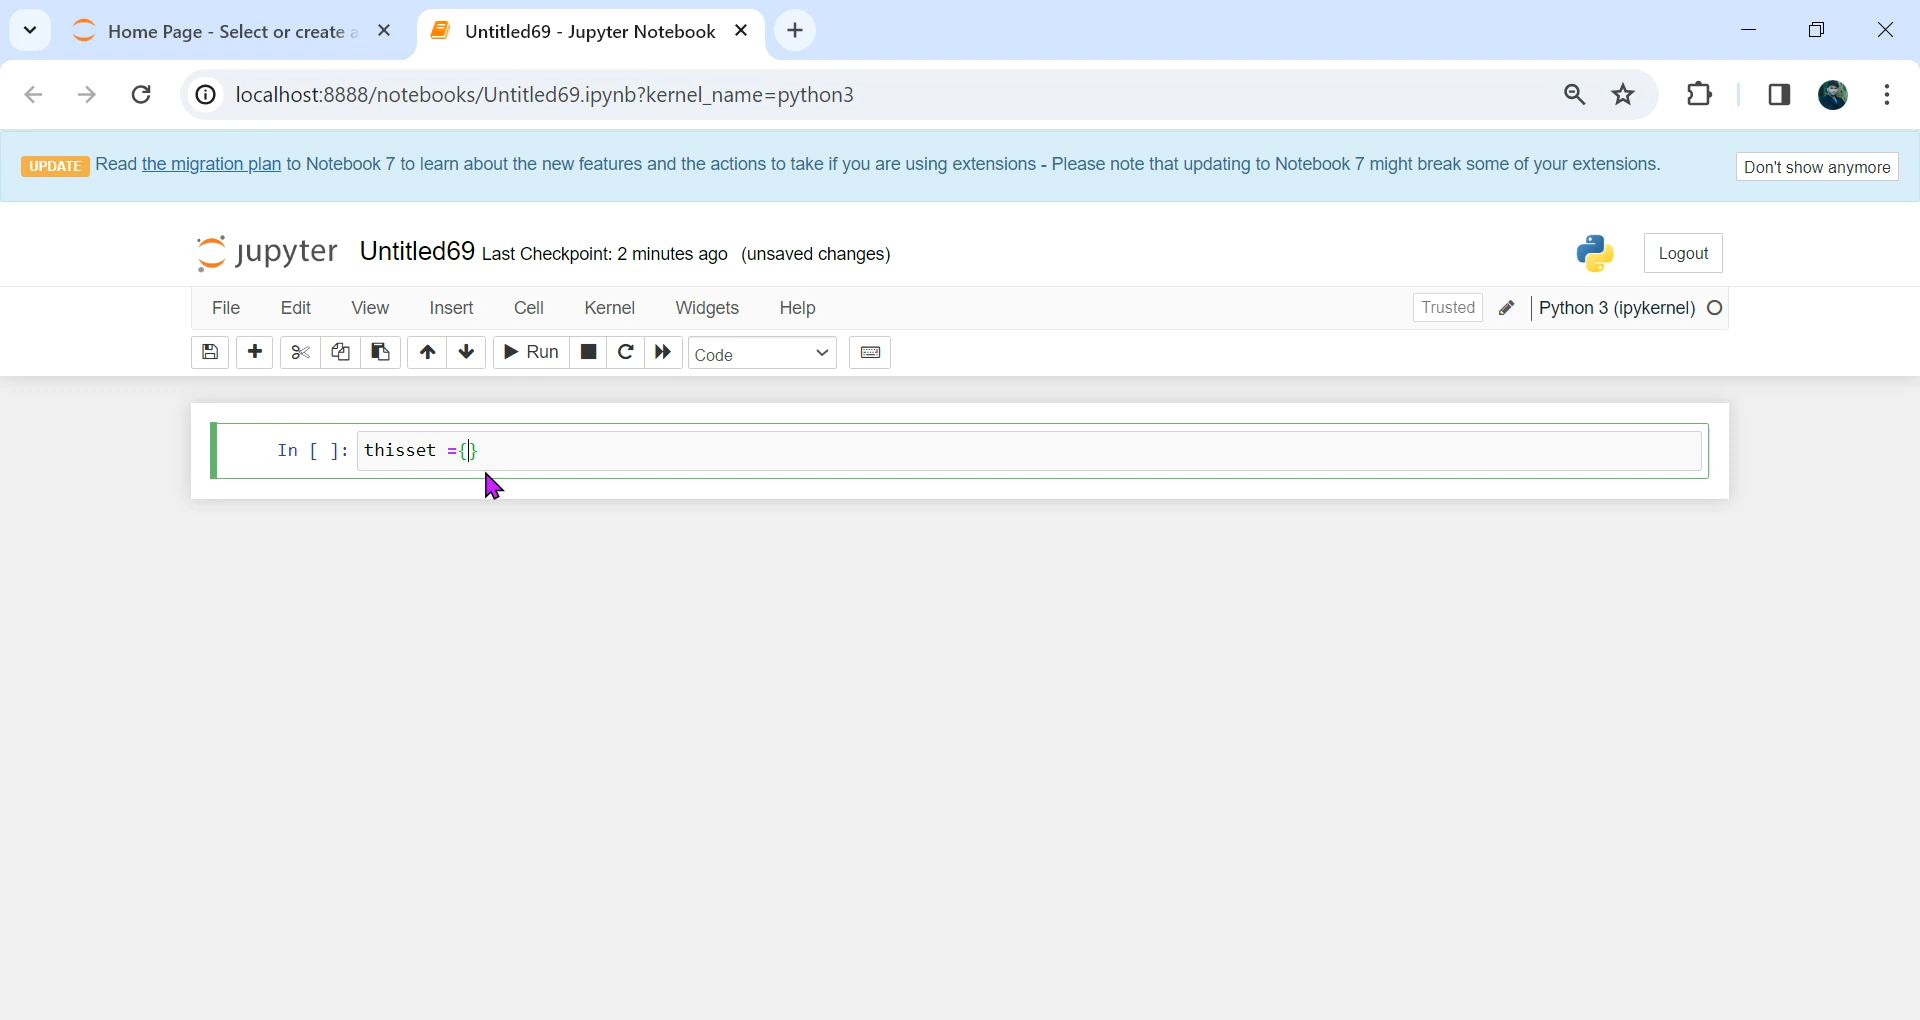 Home Page - Select or create a
Untitled69 - Jupyter Notebook
localhost:8888/notebooks/Untitled69.ipynb?kernel_name=python3
UPDATE Read the migration plan to Notebook 7 to learn about the new features and the actions to take if you are using extensions - Please note that updating to Notebook 7 might break some of your extensions.
Don't show anymore
jupyter Untitled69 Last Checkpoint: 2 minutes ago (unsaved changes)
Logout
File Edit View Insert Cell Kernel Widgets Help
Trusted Python 3 (ipykernel)
Run Code
In [ ]: thisset ={}